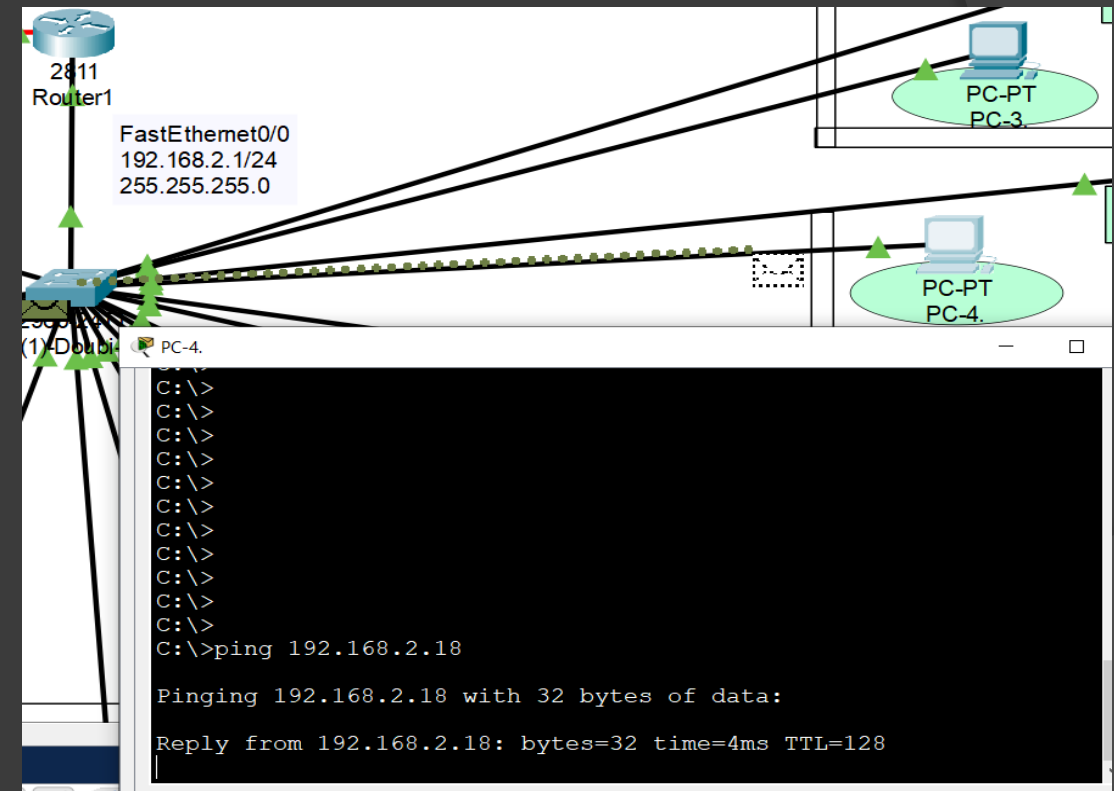 2811
Router1
FastEthernet0/0
192.168.2.1/24
255.255.255.0
PC-PT
PC-3.
PC-PT
PC-4.
(1)-Doubl-
PC-4.
C:\>
C:\>
C:\>
C:\>
C:\>
C:\>
C:\>
C:\>
C:\>
C:\>
C:\>
C:\>
C:\>ping 192.168.2.18
Pinging 192.168.2.18 with 32 bytes of data:
Reply from 192.168.2.18: bytes=32 time=4ms TTL=128